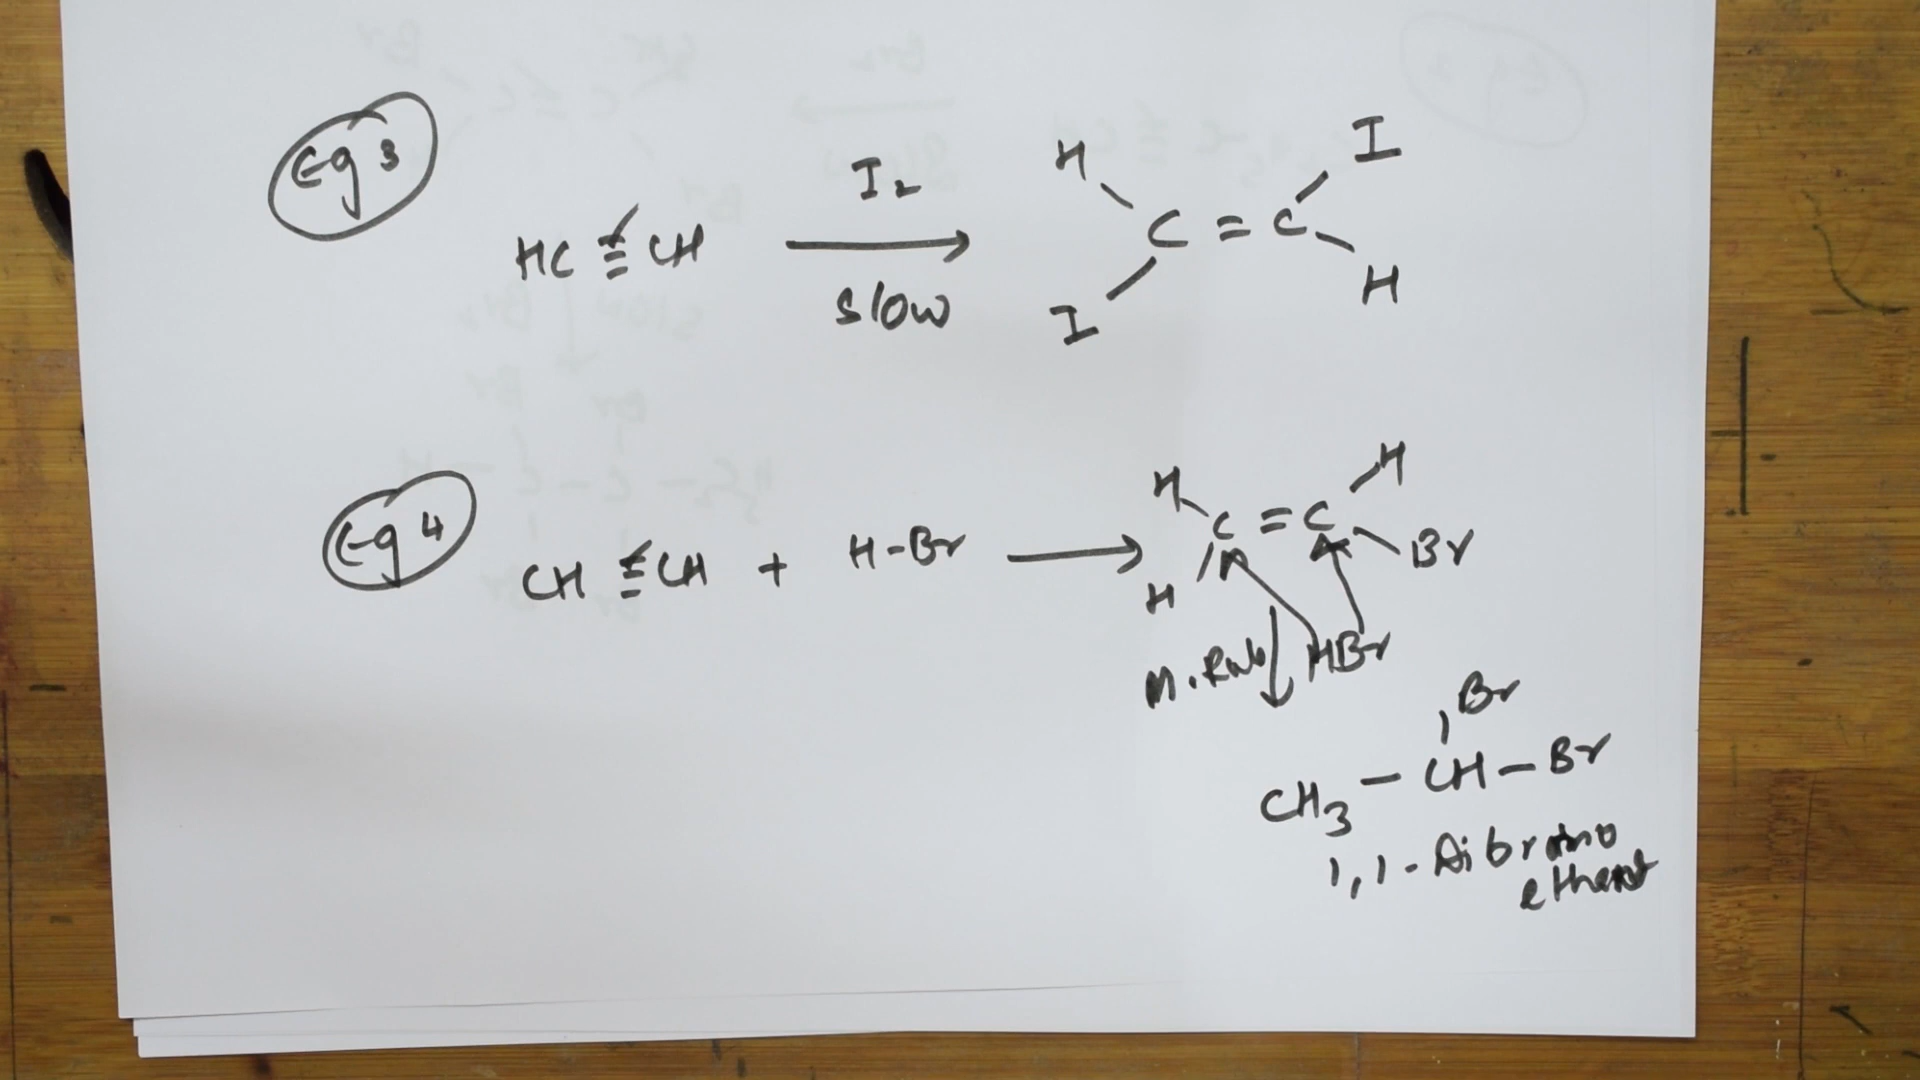 Eg 3
HC ≡ CH
I2
slow
H
I
C = C
I
H
Eg 4
CH ≡ CH + H-Br
H
H
C = C
H
Br
M. Rule
HBr
Br
CH3 - CH - Br
1,1-Dibromo